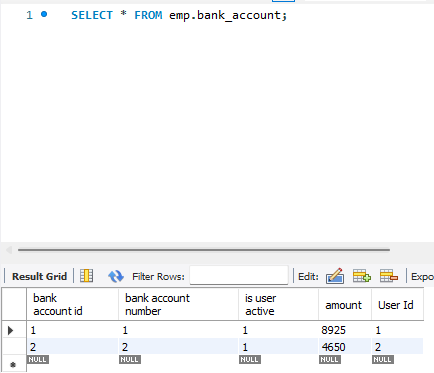 1 SELECT * FROM emp.bank_account;
Result Grid Filter Rows: Edit: Expo
bank account id bank account number is user active amount User Id
1 1 1 8925 1
2 2 1 4650 2
NULL NULL NULL NULL NULL